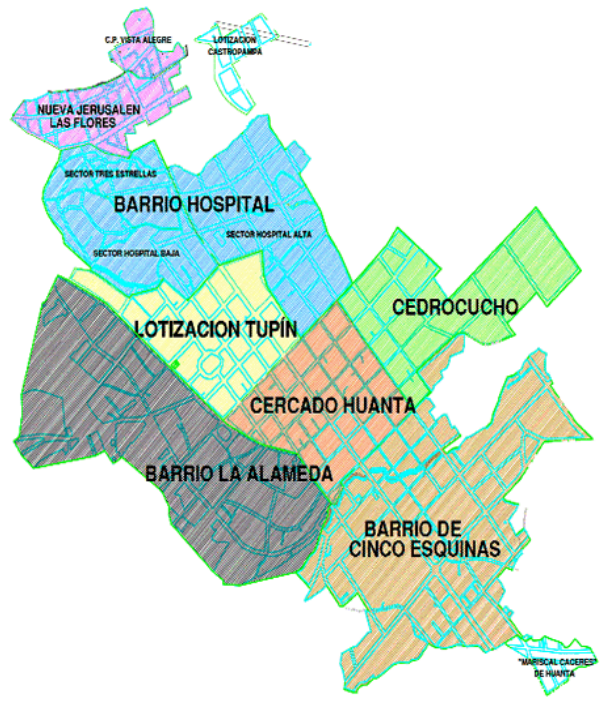 C.P. VISTA ALEGRE
LOTIZACION
CASTROPAMPA
NUEVA JERUSALEN
LAS FLORES
SECTOR TRES ESTRELLAS
BARRIO HOSPITAL
SECTOR HOSPITAL ALTA
SECTOR HOSPITAL BAJA
CEDROCUCHO
LOTIZACION TUPÍN
CERCADO HUANTA
BARRIO LA ALAMEDA
BARRIO DE
CINCO ESQUINAS
"MARISCAL CACERES"
DE HUANTA